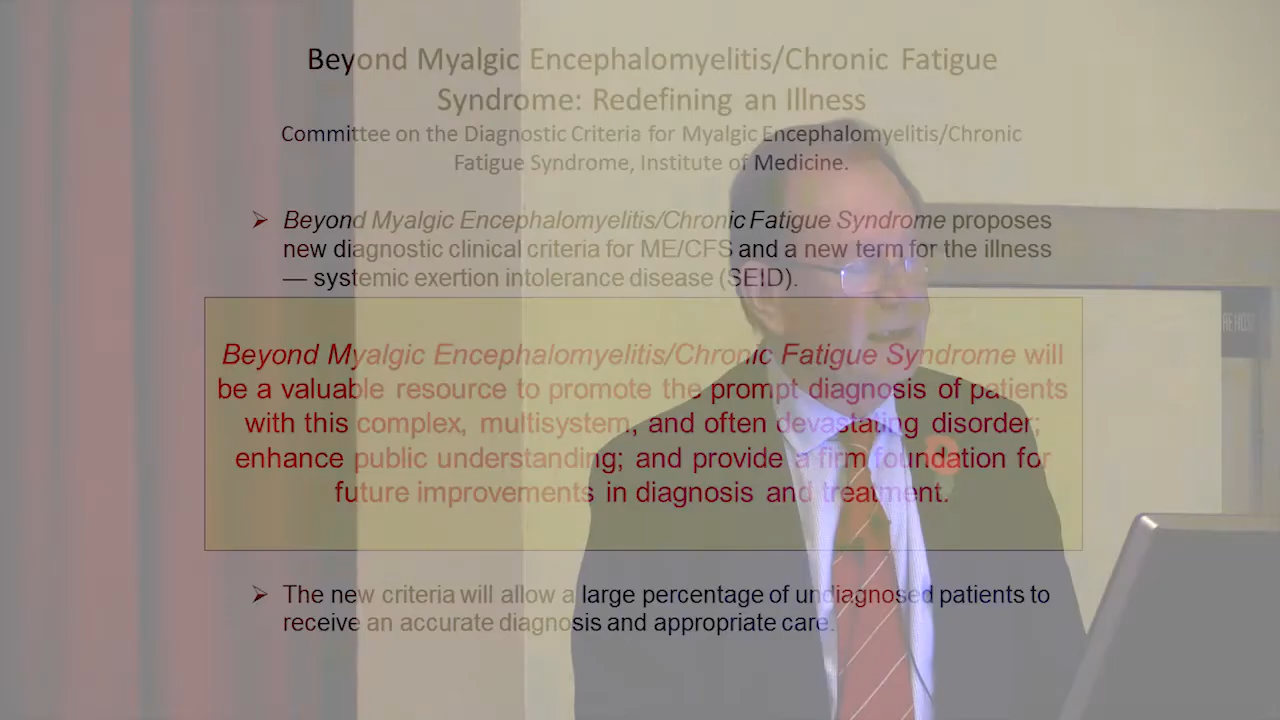 Beyond Myalgic Encephalomyelitis/Chronic Fatigue
Syndrome: Redefining an Illness
Committee on the Diagnostic Criteria for Myalgic Encephalomyelitis/Chronic
Fatigue Syndrome, Institute of Medicine.
➢ Beyond Myalgic Encephalomyelitis/Chronic Fatigue Syndrome proposes
new diagnostic clinical criteria for ME/CFS and a new term for the illness
— systemic exertion intolerance disease (SEID).
Beyond Myalgic Encephalomyelitis/Chronic Fatigue Syndrome will
be a valuable resource to promote the prompt diagnosis of patients
with this complex, multisystem, and often devastating disorder;
enhance public understanding; and provide a firm foundation for
future improvements in diagnosis and treatment.
➢ The new criteria will allow a large percentage of undiagnosed patients to
receive an accurate diagnosis and appropriate care.